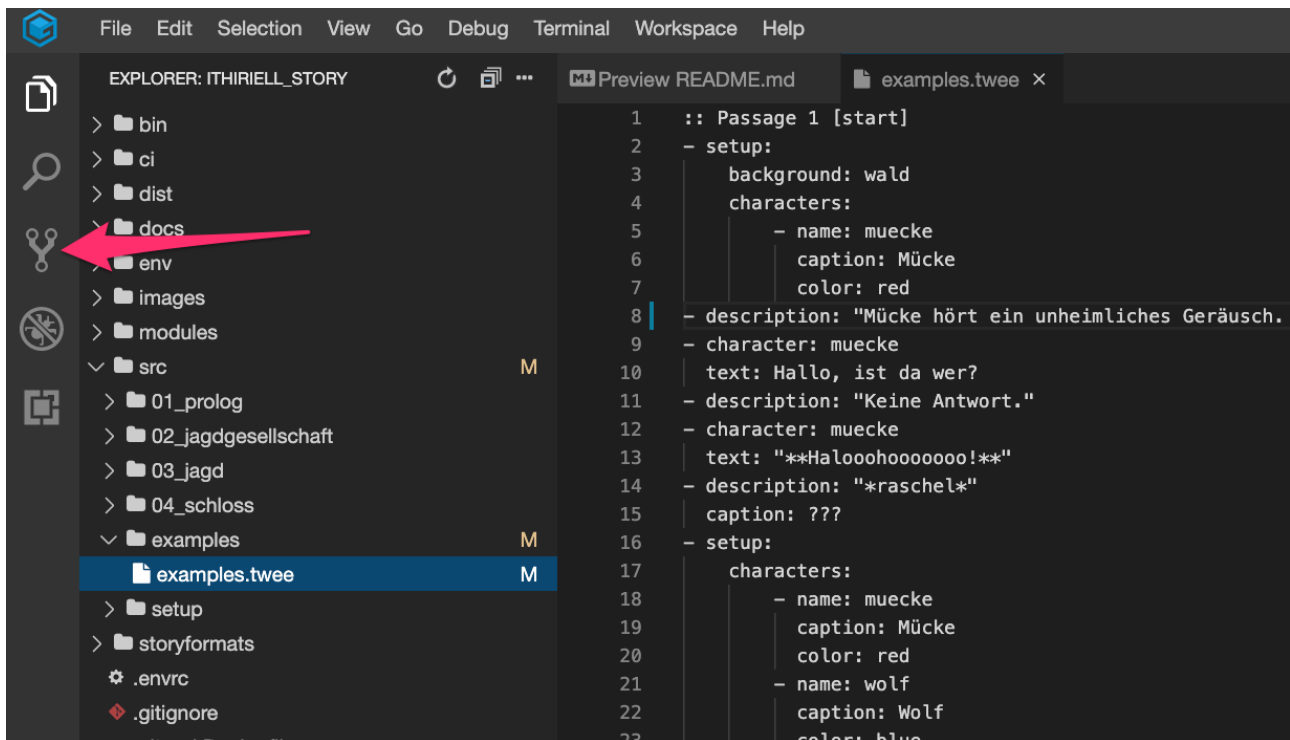 File Edit Selection View Go Debug Terminal Workspace Help
EXPLORER: ITHIRIELL_STORY
bin
ci
dist
docs
env
images
modules
src M
01_prolog
02_jagdgesellschaft
03_jagd
04_schloss
examples M
examples.twee M
setup
storyformats
.envrc
.gitignore
Preview README.md examples.twee ×
1 :: Passage 1 [start]
2 - setup:
3 background: wald
4 characters:
5 - name: muecke
6 caption: Mücke
7 color: red
8 - description: "Mücke hört ein unheimliches Geräusch.
9 - character: muecke
10 text: Hallo, ist da wer?
11 - description: "Keine Antwort."
12 - character: muecke
13 text: "**Halooohooooooo!**"
14 - description: "*raschel*"
15 caption: ???
16 - setup:
17 characters:
18 - name: muecke
19 caption: Mücke
20 color: red
21 - name: wolf
22 caption: Wolf
23 color: blue